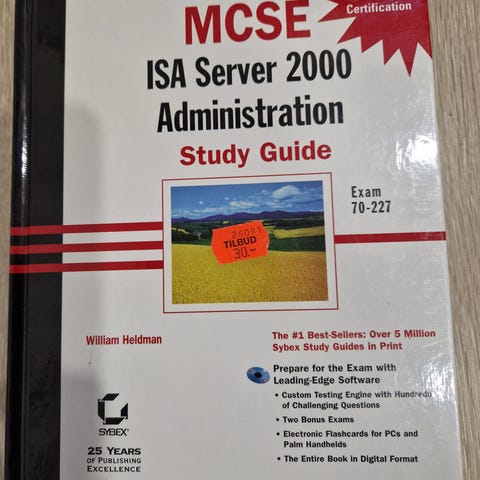 Certification
MCSE
ISA Server 2000
Administration
Study Guide
Exam
70-227
26091
TILBUD
30.-
William Heldman
The #1 Best-Sellers: Over 5 Million
Sybex Study Guides in Print
Prepare for the Exam with
Leading-Edge Software
• Custom Testing Engine with Hundreds
of Challenging Questions
• Two Bonus Exams
• Electronic Flashcards for PCs and
Palm Handhelds
• The Entire Book in Digital Format
SYBEX®
25 YEARS
OF PUBLISHING
EXCELLENCE